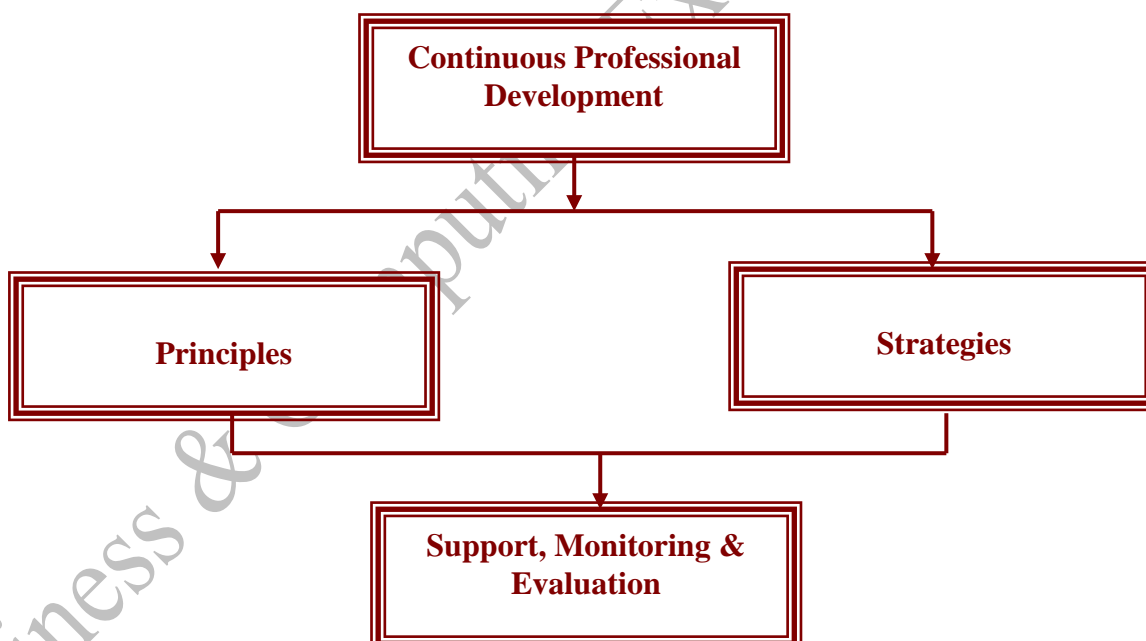 Continuous Professional
Development
Principles
Strategies
Support, Monitoring &
Evaluation
&